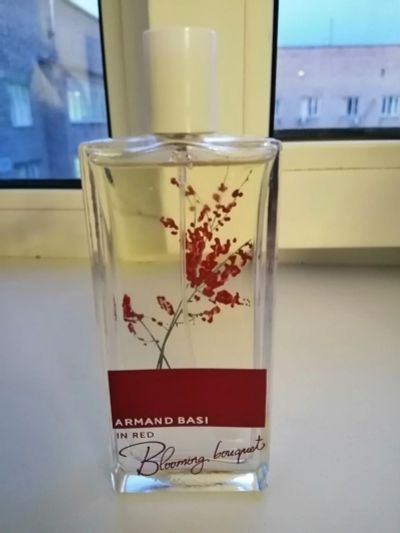 ARMAND BASI
IN RED
Blooming bouquet